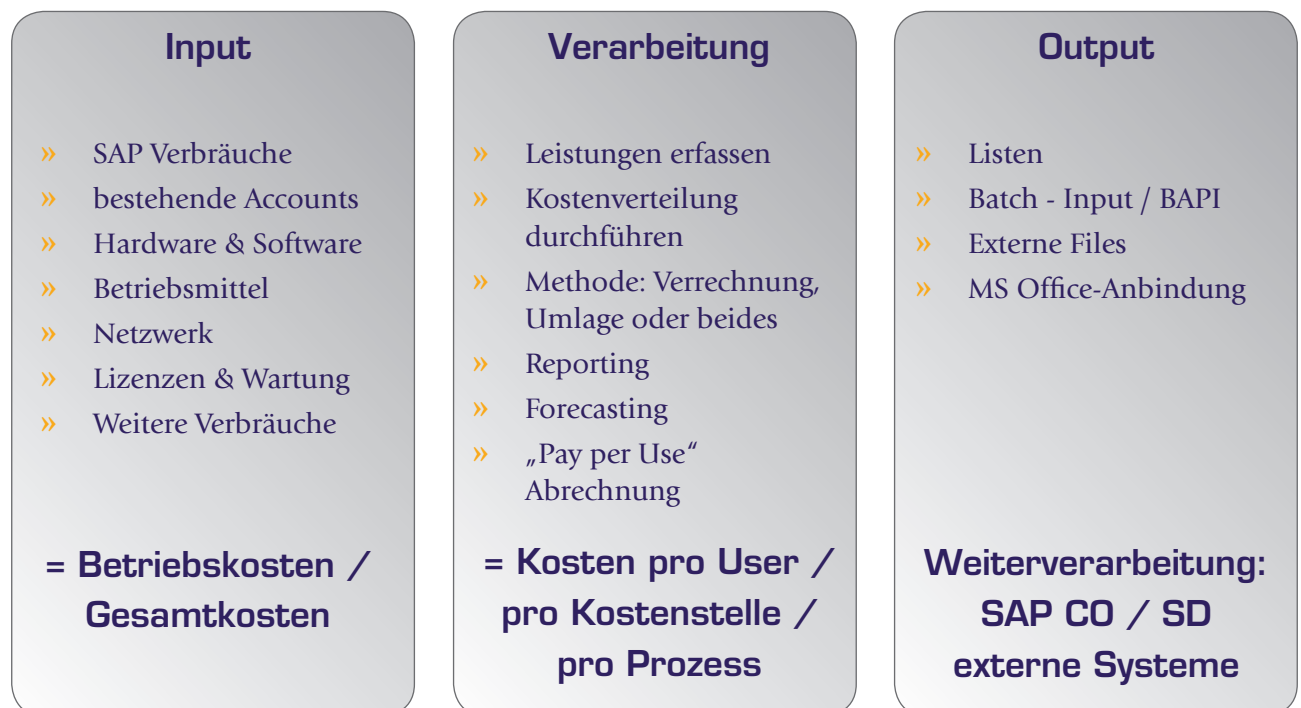 Input
» SAP Verbräuche
» bestehende Accounts
» Hardware & Software
» Betriebsmittel
» Netzwerk
» Lizenzen & Wartung
» Weitere Verbräuche
= Betriebskosten /
Gesamtkosten
Verarbeitung
» Leistungen erfassen
» Kostenverteilung
durchführen
» Methode: Verrechnung,
Umlage oder beides
» Reporting
» Forecasting
» „Pay per Use“
Abrechnung
= Kosten pro User /
pro Kostenstelle /
pro Prozess
Output
» Listen
» Batch - Input / BAPI
» Externe Files
» MS Office-Anbindung
Weiterverarbeitung:
SAP CO / SD
externe Systeme